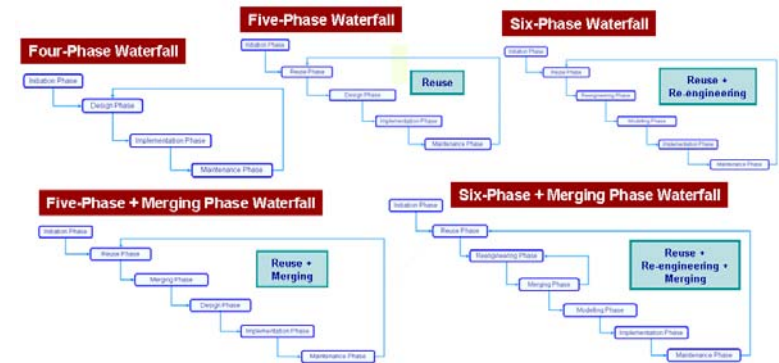 Four-Phase Waterfall
Initiation Phase
Design Phase
Implementation Phase
Maintenance Phase
Five-Phase Waterfall
Initiation Phase
Reuse Phase
Reuse
Design Phase
Implementation Phase
Maintenance Phase
Six-Phase Waterfall
Initiation Phase
Reuse Phase
Reuse +
Re-engineering
Reengineering Phase
Modelling Phase
Implementation Phase
Maintenance Phase
Five-Phase + Merging Phase Waterfall
Initiation Phase
Reuse Phase
Reuse +
Merging
Merging Phase
Design Phase
Implementation Phase
Maintenance Phase
Six-Phase + Merging Phase Waterfall
Initiation Phase
Reuse Phase
Reengineering Phase
Reuse +
Re-engineering +
Merging
Merging Phase
Modelling Phase
Implementation Phase
Maintenance Phase